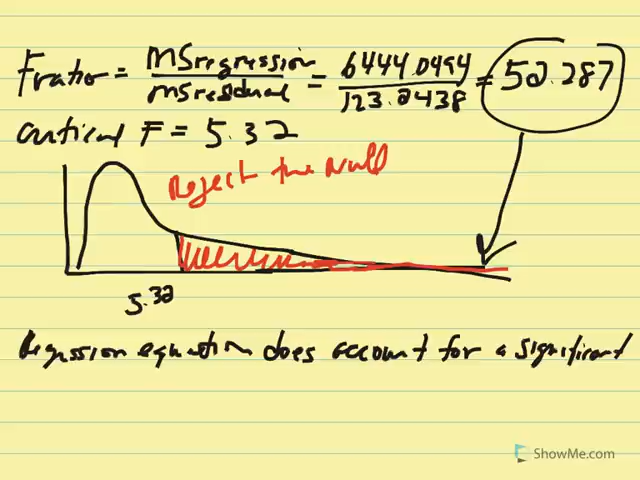 Fratio = MSregression / MSresidual = 6444.0494 / 123.2438 = 52.287
critical F = 5.32
Reject the Null
5.32
Regression equation does account for a significant
ShowMe.com